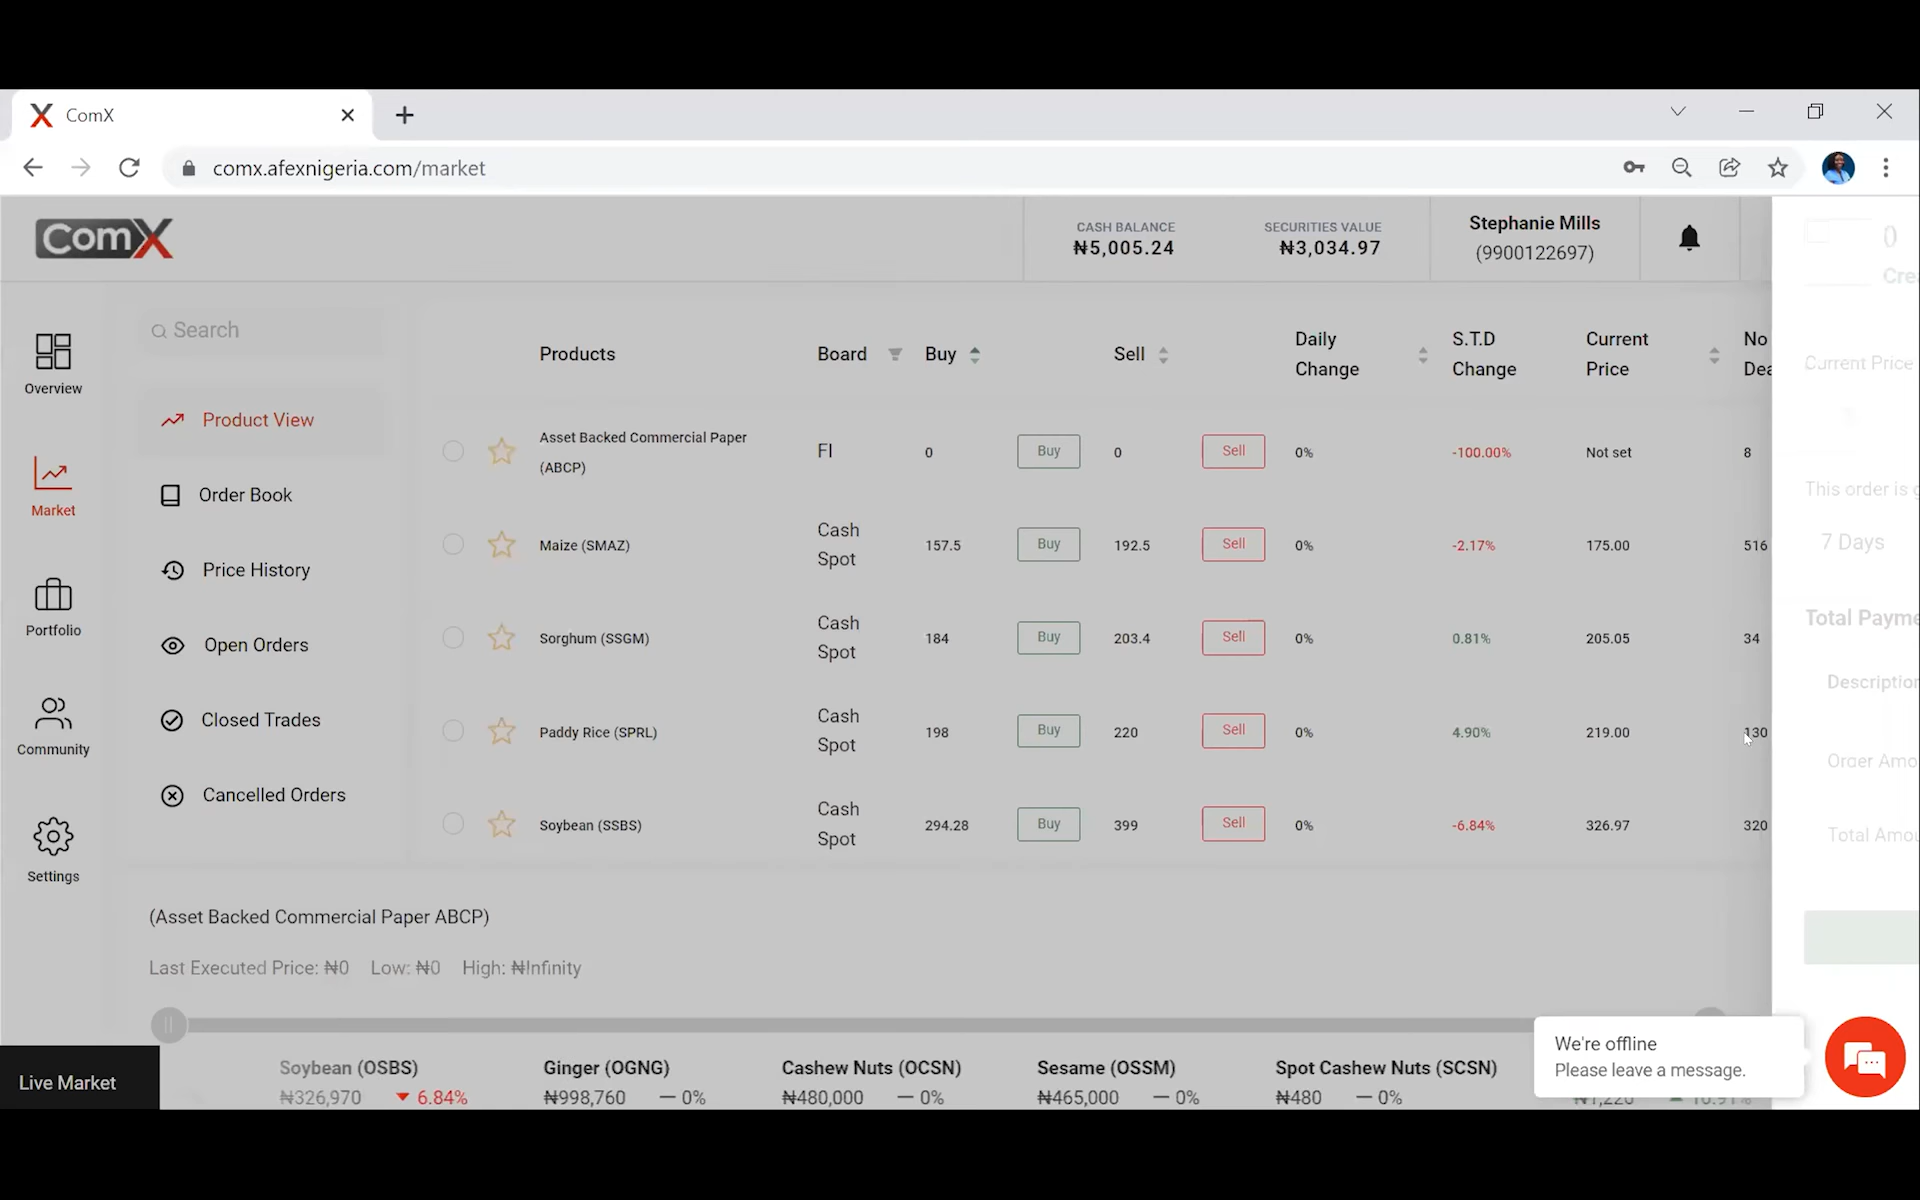 ComX
comx.afexnigeria.com/market
ComX
CASH BALANCE
₦5,005.24
SECURITIES VALUE
₦3,034.97
Stephanie Mills
(9900122697)
0
Overview
Market
Portfolio
Community
Settings
Search
Product View
Order Book
Price History
Open Orders
Closed Trades
Cancelled Orders
Products Board Buy Sell Daily Change S.T.D Change Current Price No
Asset Backed Commercial Paper (ABCP) FI 0 Buy 0 Sell 0% -100.00% Not set 8
Maize (SMAZ) Cash Spot 157.5 Buy 192.5 Sell 0% -2.17% 175.00 516
Sorghum (SSGM) Cash Spot 184 Buy 203.4 Sell 0% 0.81% 205.05 34
Paddy Rice (SPRL) Cash Spot 198 Buy 220 Sell 0% 4.90% 219.00 130
Soybean (SSBS) Cash Spot 294.28 Buy 399 Sell 0% -6.84% 326.97 320
Current Price
This order is
7 Days
Total
(Asset Backed Commercial Paper ABCP)
Last Executed Price: ₦0 Low: ₦0 High: ₦Infinity
Live Market
Soybean (OSBS)
₦326,970 6.84%
Ginger (OGNG)
₦998,760 — 0%
Cashew Nuts (OCSN)
₦480,000 — 0%
Sesame (OSSM)
₦465,000 — 0%
Spot Cashew Nuts (SCSN)
₦480 — 0%
We're offline
Please leave a message.